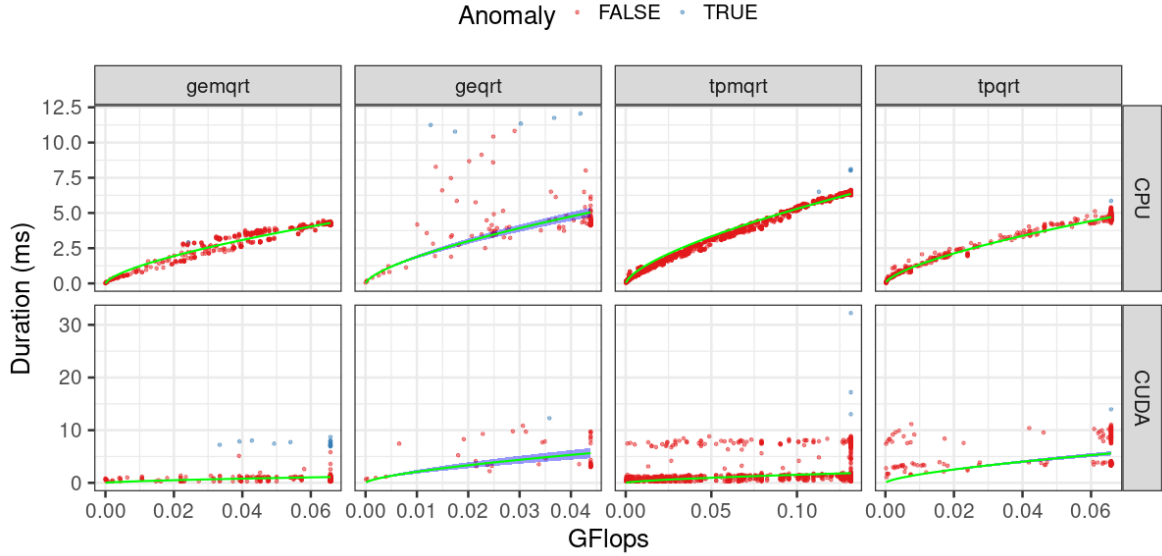 Anomaly FALSE TRUE
gemqrt geqrt tpmqrt tpqrt
12.5
10.0
7.5
5.0
2.5
0.0
CPU
30
20
10
0
CUDA
Duration (ms)
0.00 0.02 0.04 0.06 0.00 0.01 0.02 0.03 0.04 0.00 0.05 0.10 0.00 0.02 0.04 0.06
GFlops